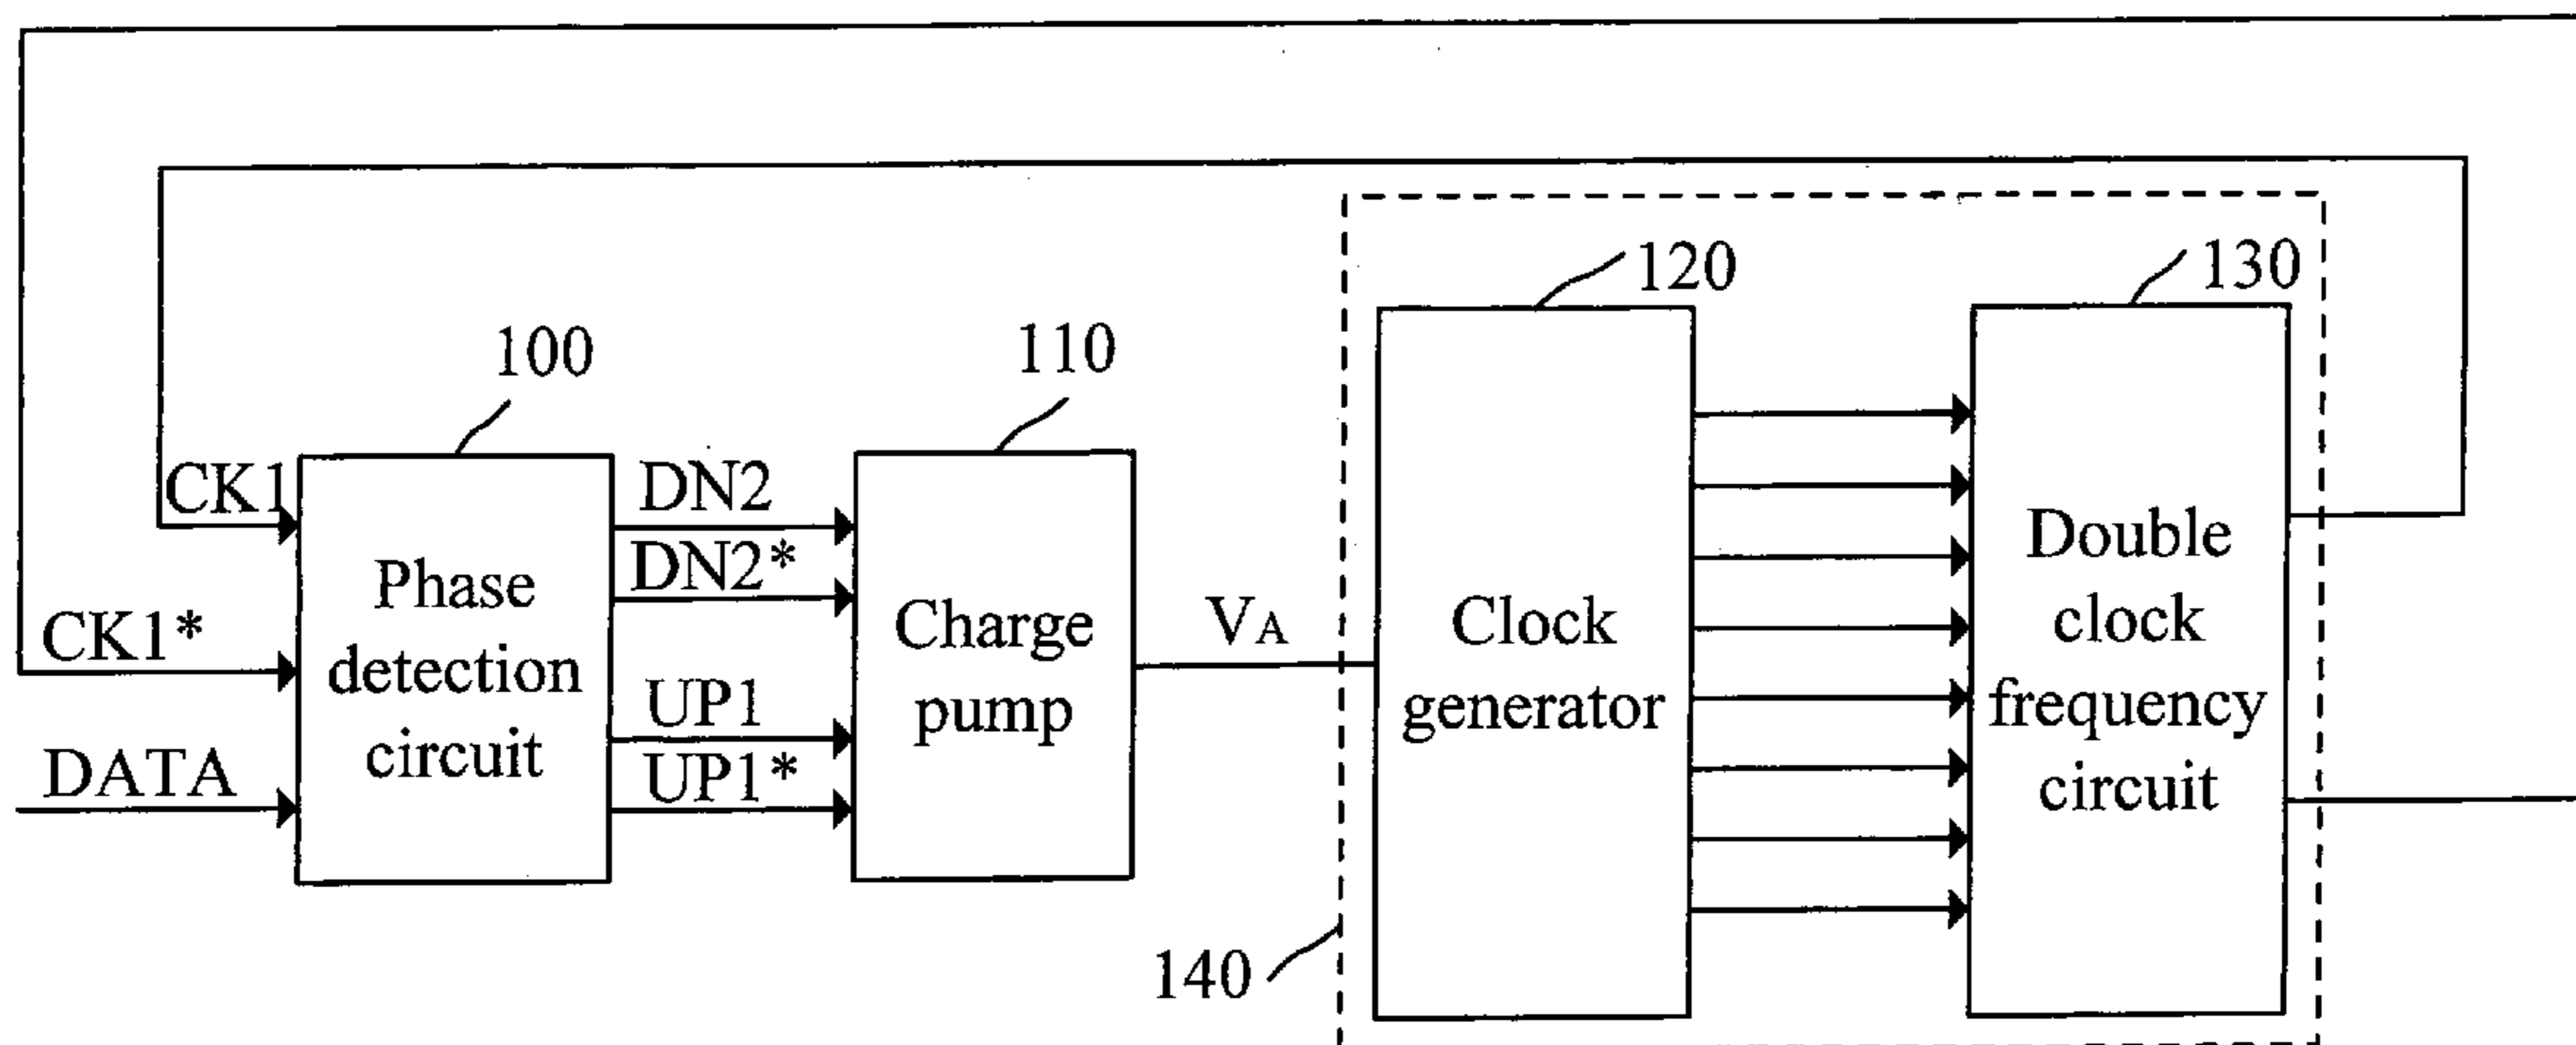 120
130
100
110
CK1
CK1*
DATA
Phase
detection
circuit
DN2
DN2*
UP1
UP1*
Charge
pump
VA
Clock
generator
Double
clock
frequency
circuit
140